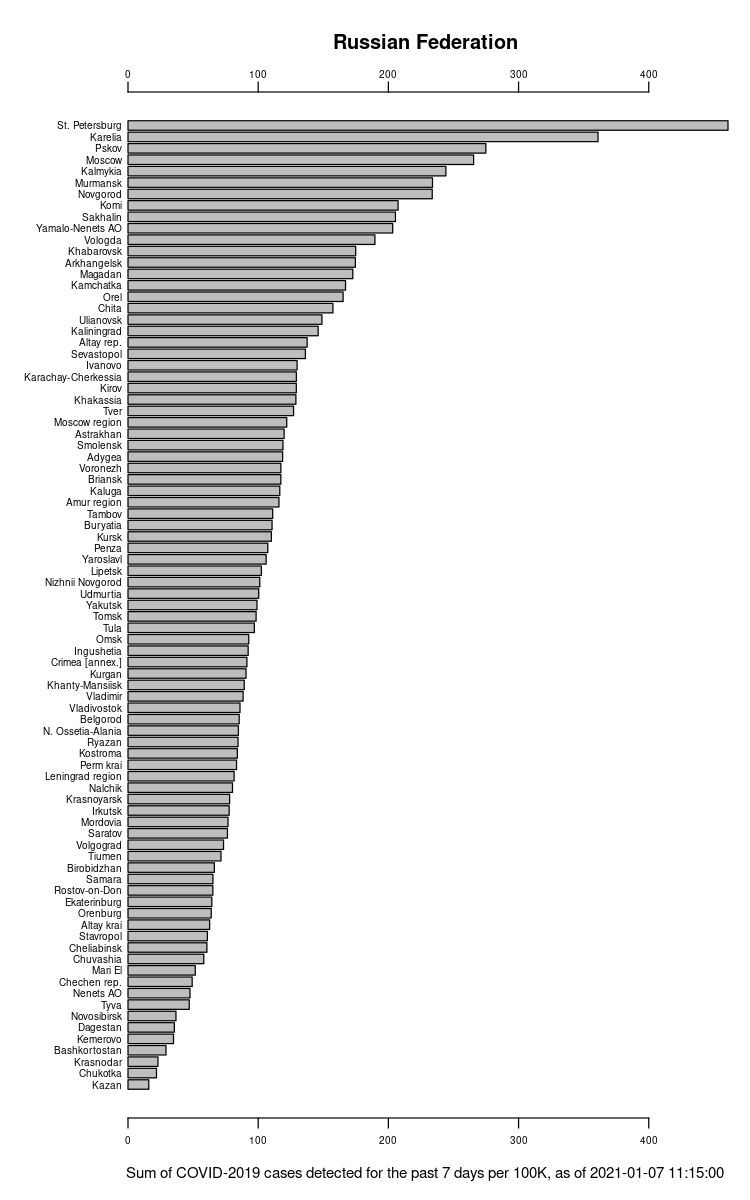 Russian Federation
0 100 200 300 400
St. Petersburg
Karelia
Pskov
Moscow
Kalmykia
Murmansk
Novgorod
Komi
Sakhalin
Yamalo-Nenets AO
Vologda
Khabarovsk
Arkhangelsk
Magadan
Kamchatka
Orel
Chita
Ulianovsk
Kaliningrad
Altay rep.
Sevastopol
Ivanovo
Karachay-Cherkessia
Kirov
Khakassia
Tver
Moscow region
Astrakhan
Smolensk
Adygea
Voronezh
Briansk
Kaluga
Amur region
Tambov
Buryatia
Kursk
Penza
Yaroslavl
Lipetsk
Nizhnii Novgorod
Udmurtia
Yakutsk
Tomsk
Tula
Omsk
Ingushetia
Crimea [annex.]
Kurgan
Khanty-Mansiisk
Vladimir
Vladivostok
Belgorod
N. Ossetia-Alania
Ryazan
Kostroma
Perm krai
Leningrad region
Nalchik
Krasnoyarsk
Irkutsk
Mordovia
Saratov
Volgograd
Tiumen
Birobidzhan
Samara
Rostov-on-Don
Ekaterinburg
Orenburg
Altay krai
Stavropol
Cheliabinsk
Chuvashia
Mari El
Chechen rep.
Nenets AO
Tyva
Novosibirsk
Dagestan
Kemerovo
Bashkortostan
Krasnodar
Chukotka
Kazan
0 100 200 300 400
Sum of COVID-2019 cases detected for the past 7 days per 100K, as of 2021-01-07 11:15:00